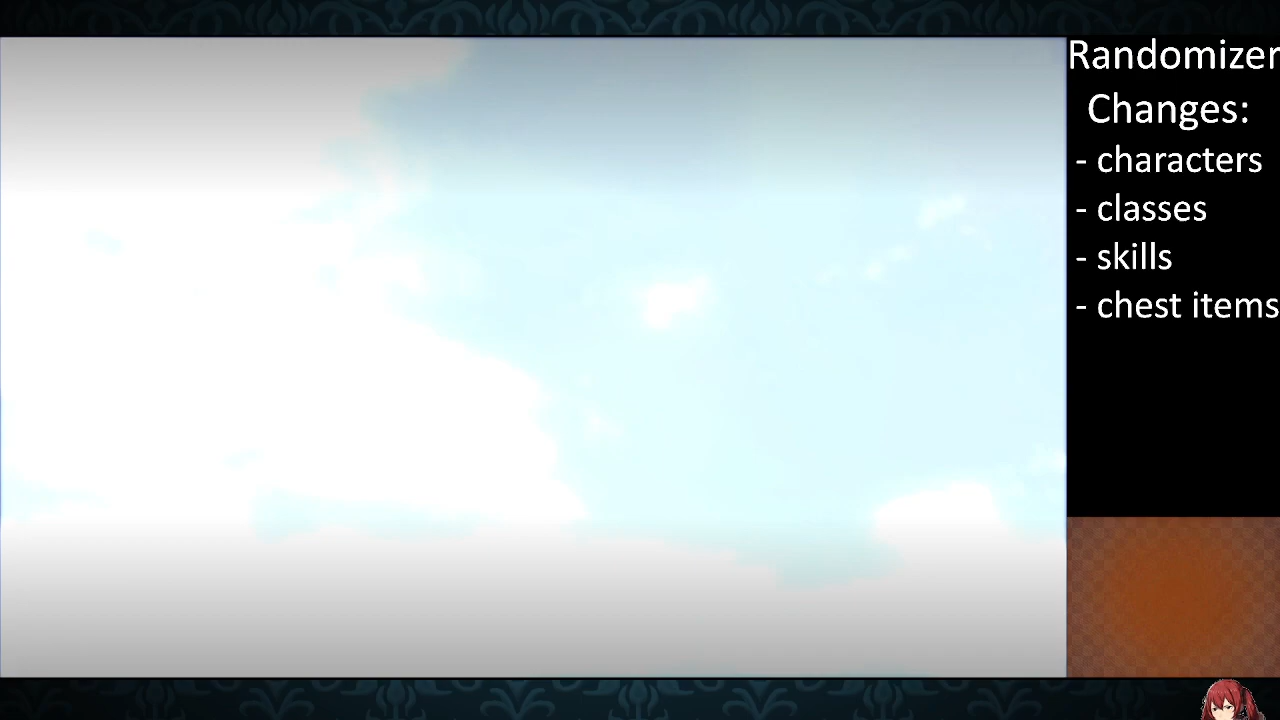 Randomizer
Changes:
- characters
- classes
- skills
- chest items